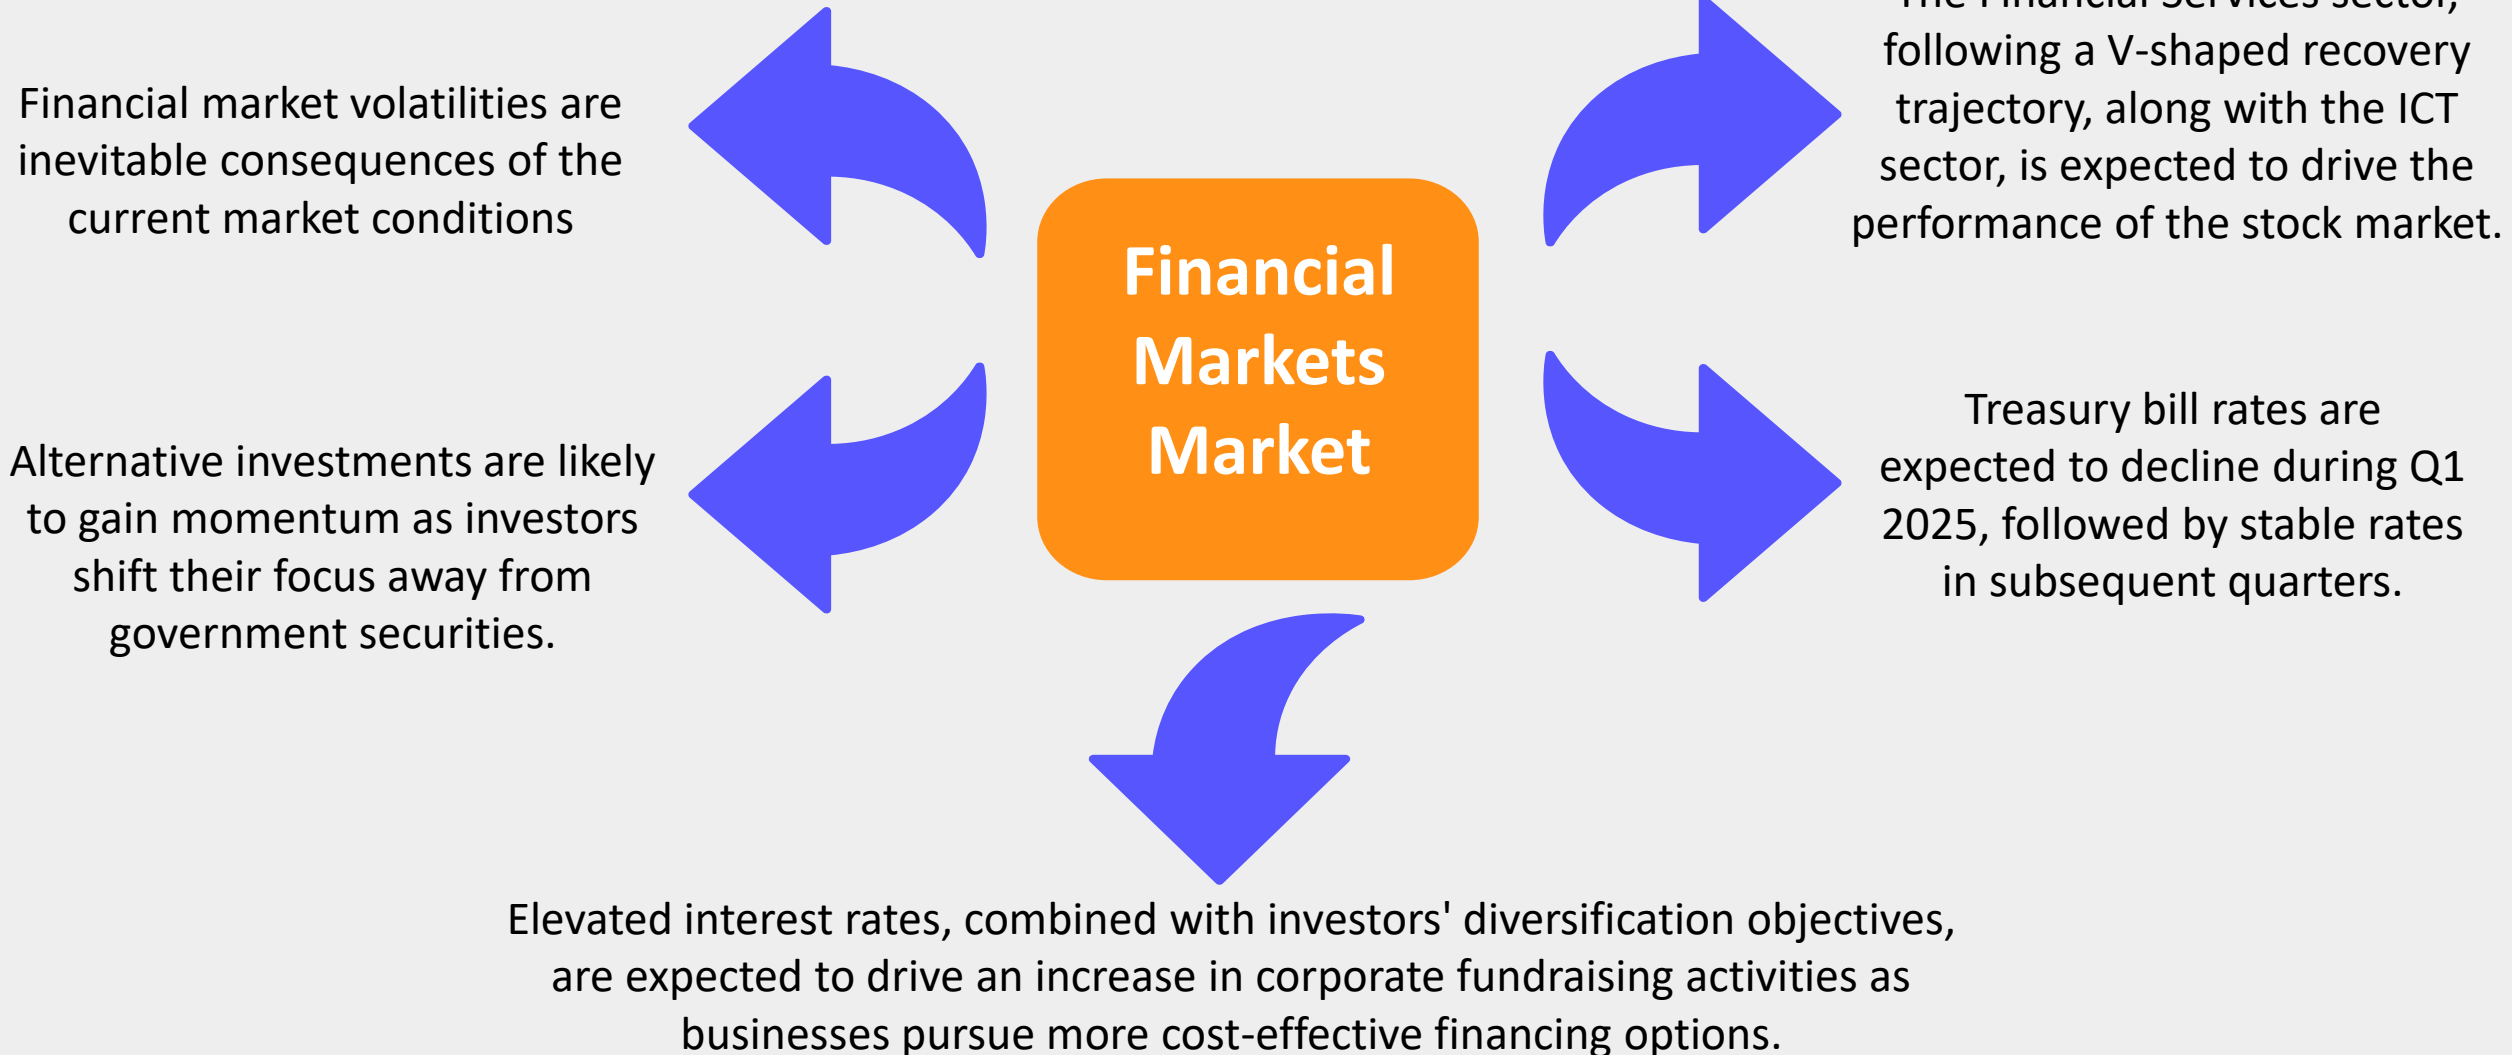 Financial market volatilities are
inevitable consequences of the
current market conditions
The Financial Services sector,
following a V-shaped recovery
trajectory, along with the ICT
sector, is expected to drive the
performance of the stock market.
Financial
Markets
Market
Alternative investments are likely
to gain momentum as investors
shift their focus away from
government securities.
Treasury bill rates are
expected to decline during Q1
2025, followed by stable rates
in subsequent quarters.
Elevated interest rates, combined with investors' diversification objectives,
are expected to drive an increase in corporate fundraising activities as
businesses pursue more cost-effective financing options.